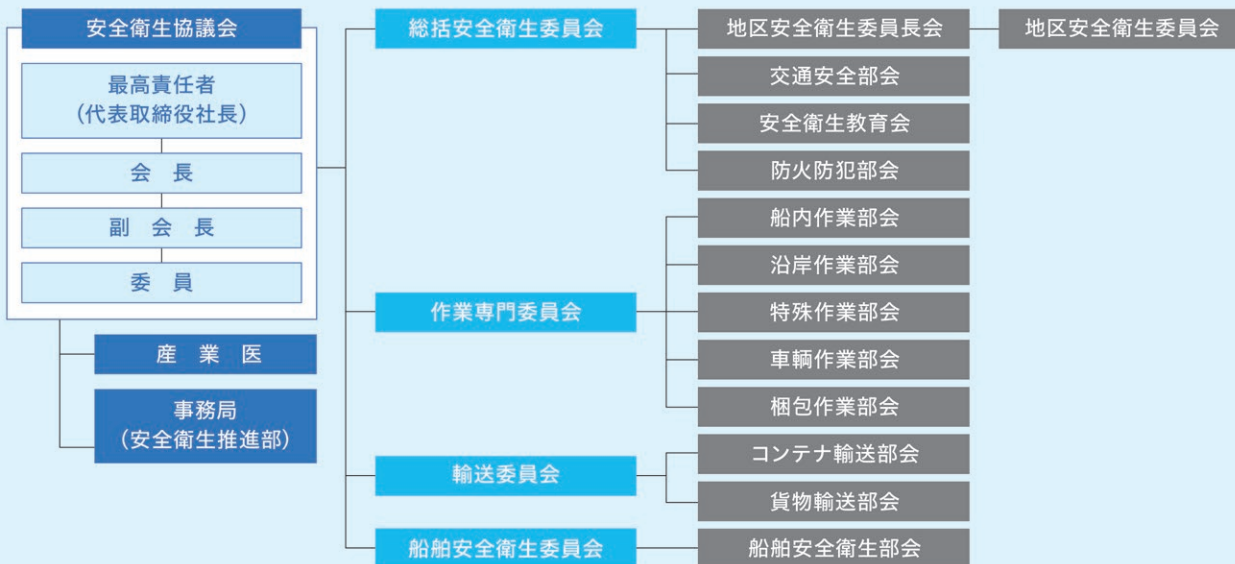 安全衛生協議会
最高責任者
(代表取締役社長)
会 長
副 会 長
委 員
産 業 医
事務局
(安全衛生推進部)
総括安全衛生委員会
地区安全衛生委員長会
地区安全衛生委員会
交通安全部会
安全衛生教育会
防火防犯部会
作業専門委員会
船内作業部会
沿岸作業部会
特殊作業部会
車輌作業部会
梱包作業部会
輸送委員会
コンテナ輸送部会
貨物輸送部会
船舶安全衛生委員会
船舶安全衛生部会